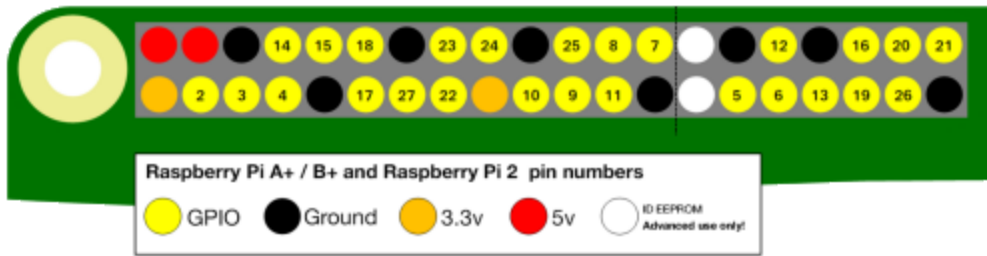 14 15 18 23 24 25 8 7 12 16 20 21
2 3 4 17 27 22 10 9 11 5 6 13 19 26
Raspberry Pi A+ / B+ and Raspberry Pi 2 pin numbers
GPIO Ground 3.3v 5v ID EEPROM
Advanced use only!